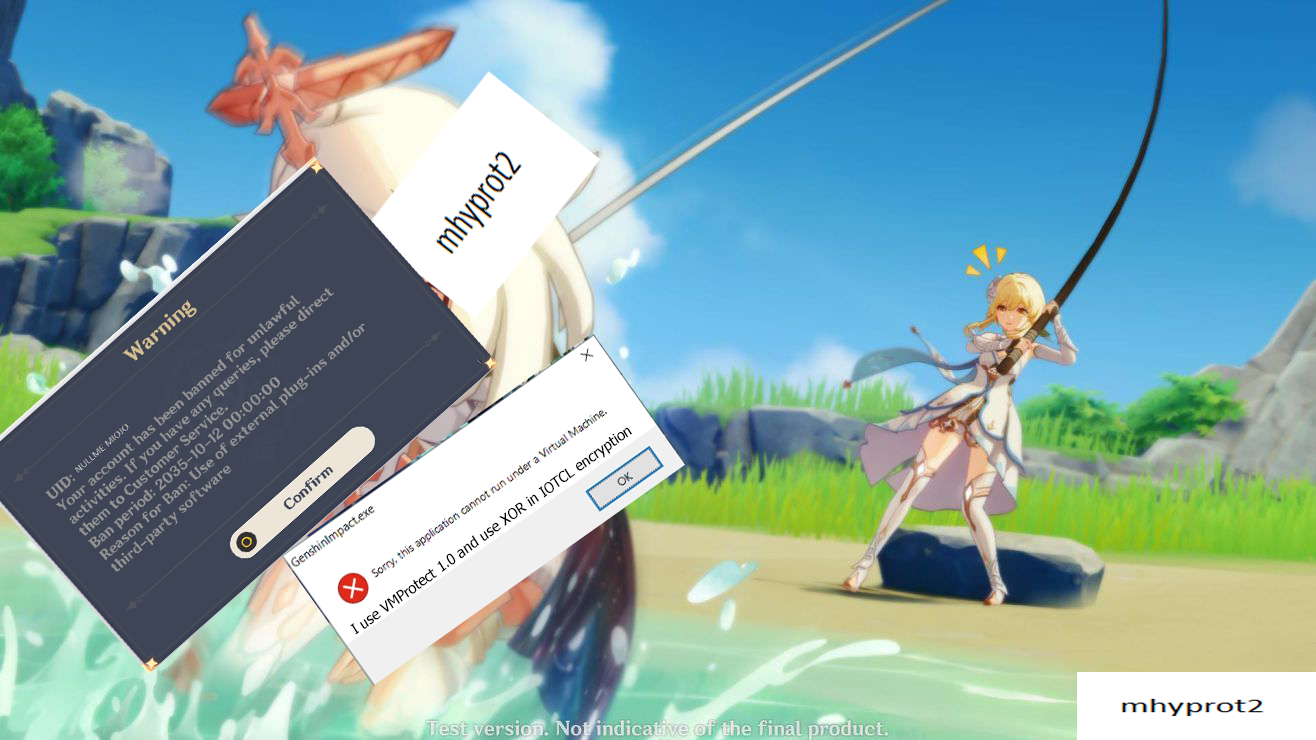 mhyprot2
Warning
UID: NULLME MIOIO
Your account has been banned for unlawful
activities. If you have any queries, please direct
them to Customer Service.
Ban period: 2035-10-12 00:00:00
Reason for Ban: Use of external plug-ins and/or
third-party software
Confirm
GenshinImpact.exe
Sorry, this application cannot run under a Virtual Machine.
I use VMProtect 1.0 and use XOR in IOTCL encryption
OK
mhyprot2
Test version. Not indicative of the final product.